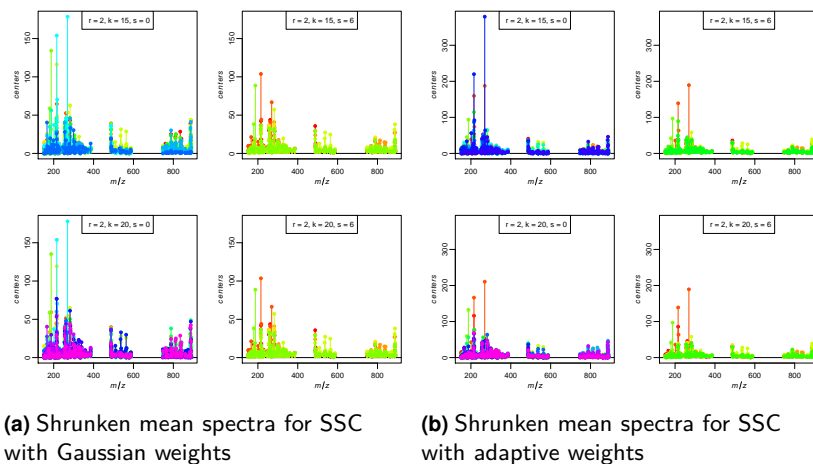 r = 2, k = 15, s = 0
150
100
50
0
centers
200 400 600 800
m/z
r = 2, k = 15, s = 6
150
100
50
0
centers
200 400 600 800
m/z
r = 2, k = 15, s = 0
300
200
100
0
centers
200 400 600 800
m/z
r = 2, k = 15, s = 6
300
200
100
0
centers
200 400 600 800
m/z
r = 2, k = 20, s = 0
150
100
50
0
centers
200 400 600 800
m/z
r = 2, k = 20, s = 6
150
100
50
0
centers
200 400 600 800
m/z
r = 2, k = 20, s = 0
300
200
100
0
centers
200 400 600 800
m/z
r = 2, k = 20, s = 6
300
200
100
0
centers
200 400 600 800
m/z
(a) Shrunken mean spectra for SSC
with Gaussian weights
(b) Shrunken mean spectra for SSC
with adaptive weights